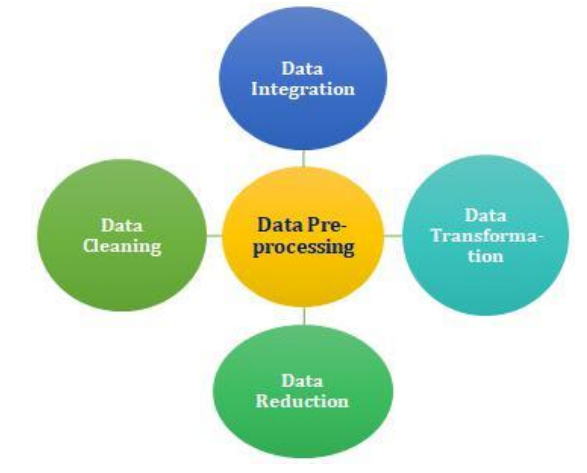 Data
Integration
Data
Cleaning
Data Pre-
processing
Data
Transforma-
tion
Data
Reduction